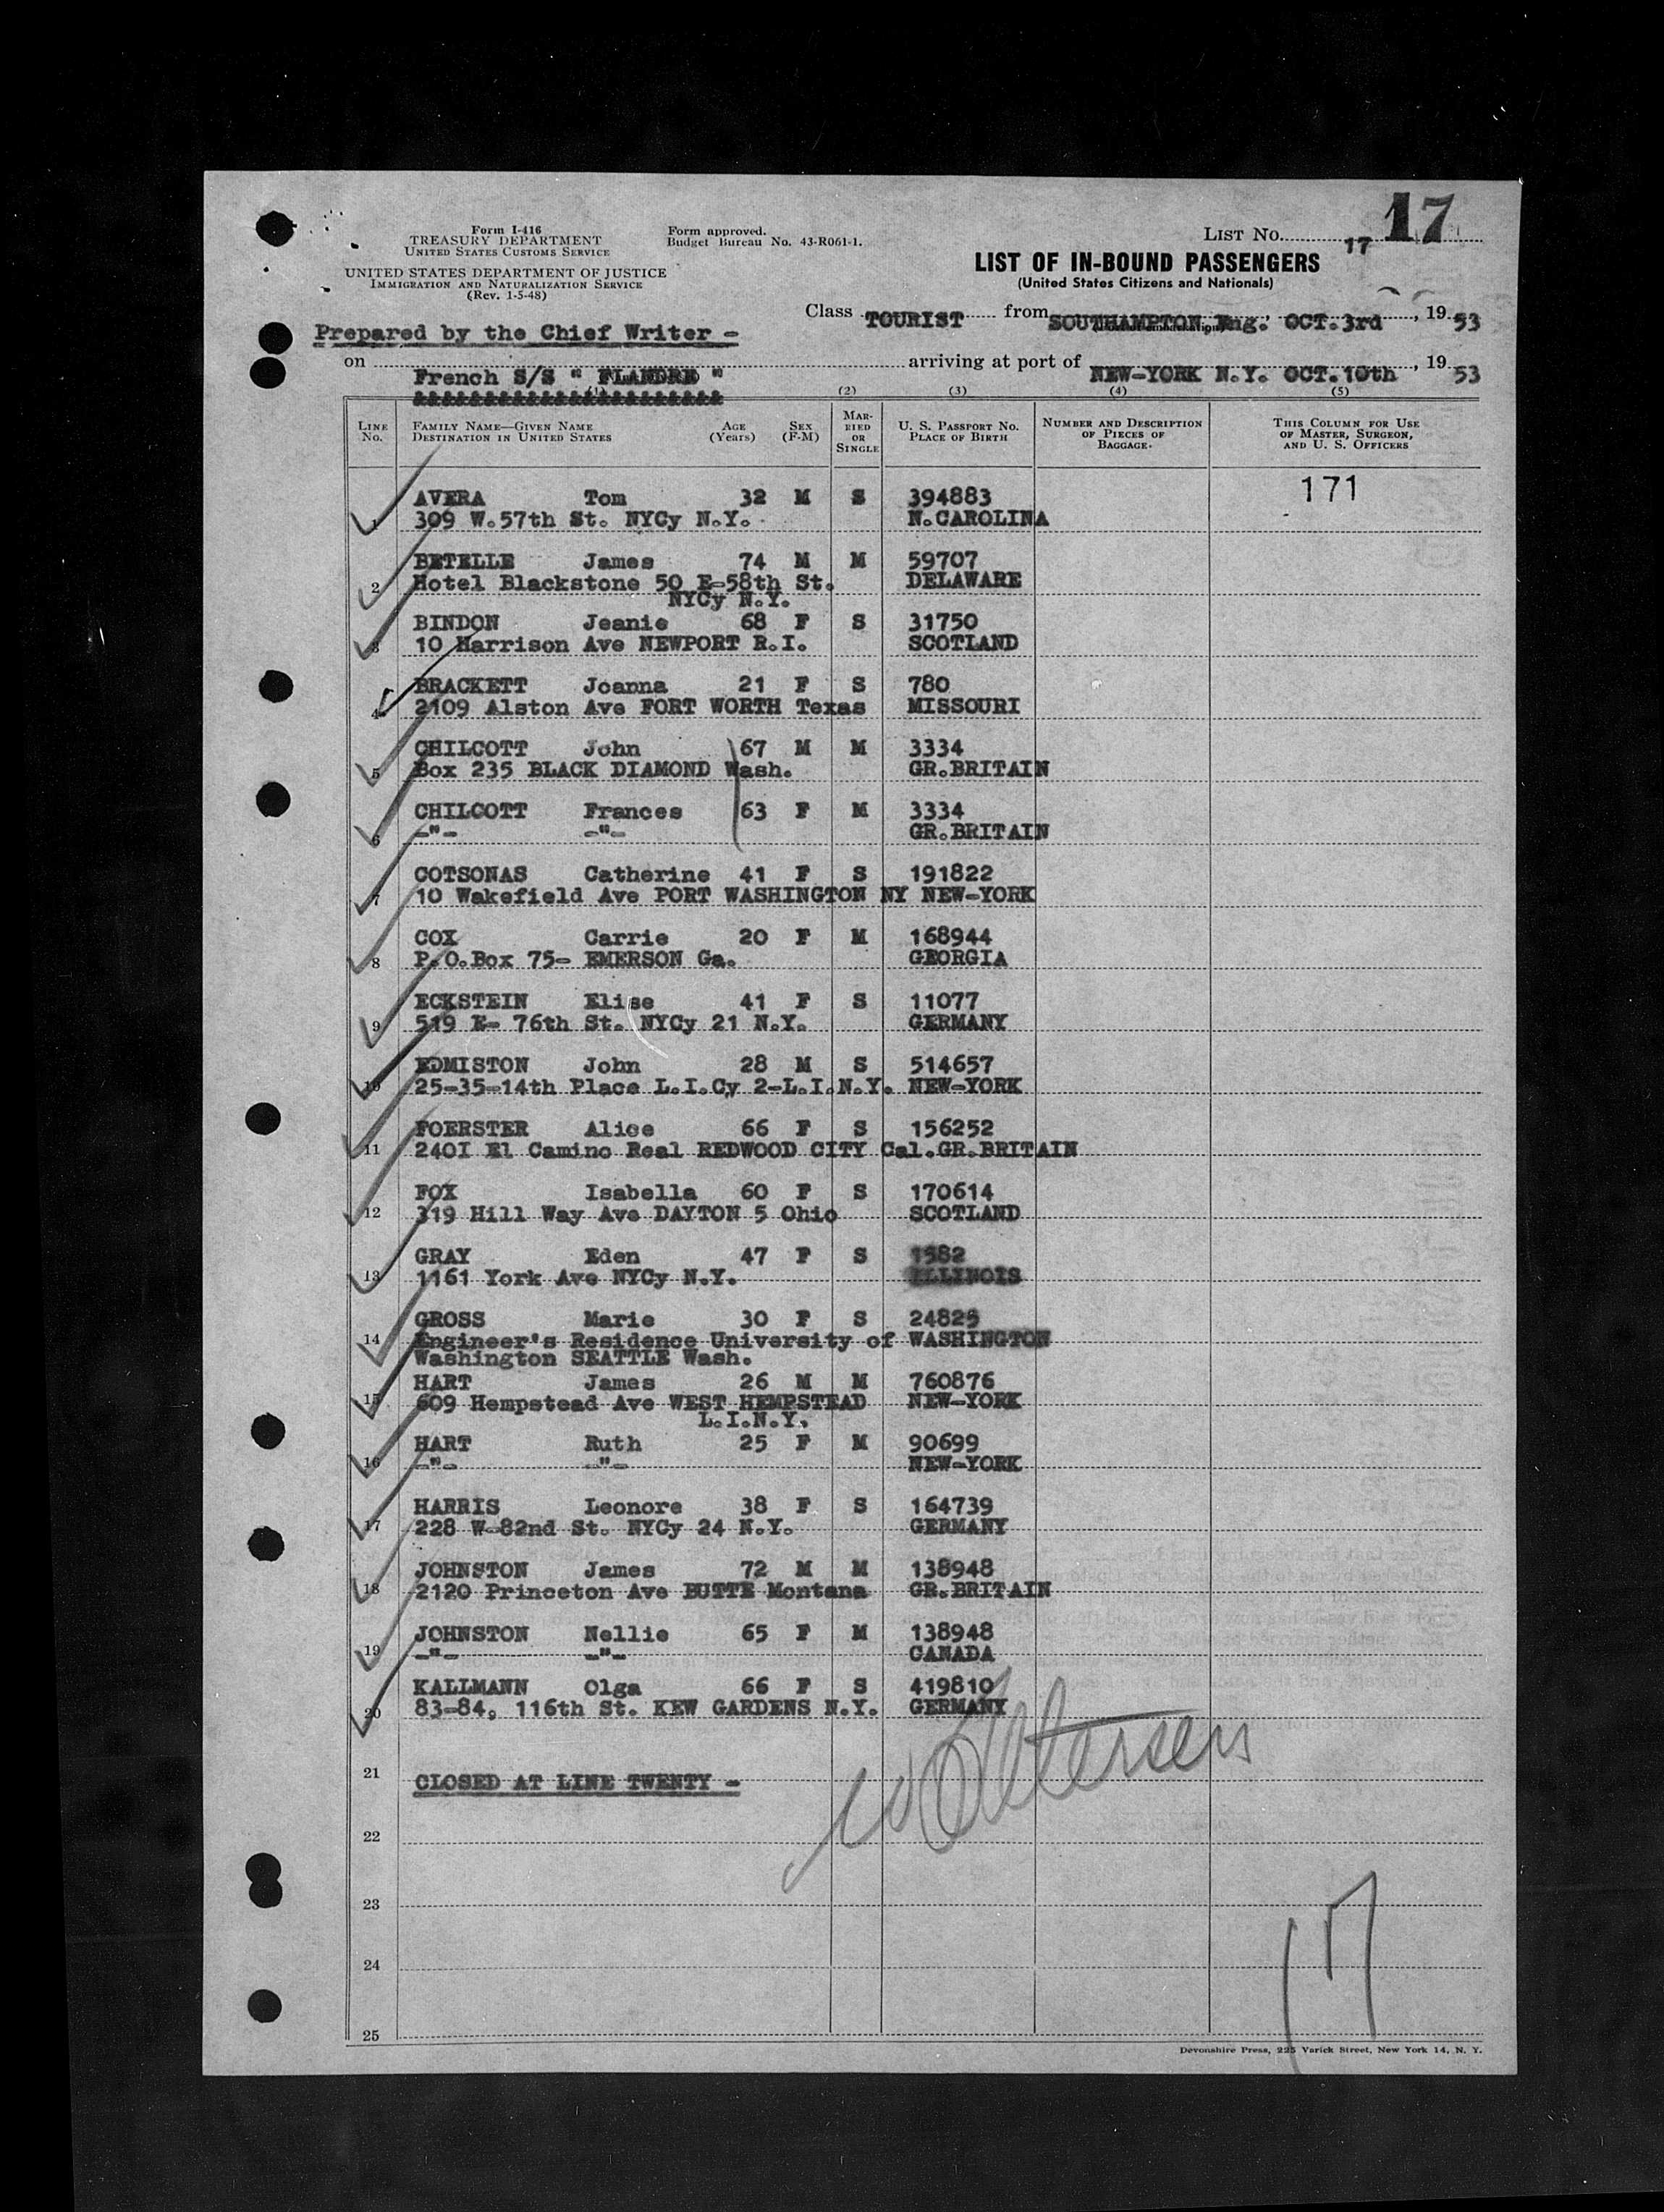 Form I-416
TREASURY DEPARTMENT
UNITED STATES CUSTOMS SERVICE
UNITED STATES DEPARTMENT OF JUSTICE
IMMIGRATION AND NATURALIZATION SERVICE
(Rev. 1-5-48)
Form approved.
Budget Bureau No. 43-R061-1.
LIST No. 17 17
LIST OF IN-BOUND PASSENGERS
(United States Citizens and Nationals)
Class TOURIST from SOUTHAMPTON Eng. OCT.3rd, 1953
Prepared by the Chief Writer -
on French S/S " FLANDRE " arriving at port of NEW-YORK N.Y. OCT.10th, 1953
(1) (2) (3) (4) (5)
LINE No. FAMILY NAME—GIVEN NAME DESTINATION IN UNITED STATES AGE (Years) SEX (F-M) MARRIED OR SINGLE U. S. PASSPORT No. PLACE OF BIRTH NUMBER AND DESCRIPTION OF PIECES OF BAGGAGE. THIS COLUMN FOR USE OF MASTER, SURGEON, AND U. S. OFFICERS
AVERA Tom 32 M S 394883 171
1 309 W.57th St. NYCy N.Y. N.CAROLINA
BETELLE James 74 M M 59707
2 Hotel Blackstone 50 E-58th St. DELAWARE
NYCy N.Y.
BINDON Jeanie 68 F S 31750
3 10 Harrison Ave NEWPORT R.I. SCOTLAND
BRACKETT Joanna 21 F S 780
4 2109 Alston Ave FORT WORTH Texas MISSOURI
CHILCOTT John 67 M M 3334
5 Box 235 BLACK DIAMOND Wash. GR.BRITAIN
CHILCOTT Frances 63 F M 3334
6 -"- -"- GR.BRITAIN
COTSONAS Catherine 41 F S 191822
7 10 Wakefield Ave PORT WASHINGTON NY NEW-YORK
COX Carrie 20 F M 168944
8 P.O.Box 75- EMERSON Ga. GEORGIA
ECKSTEIN Elise 41 F S 11077
9 519 E- 76th St. NYCy 21 N.Y. GERMANY
EDMISTON John 28 M S 514657
10 25-35-14th Place L.I.Cy 2-L.I.N.Y. NEW-YORK
FOERSTER Alice 66 F S 156252
11 240I El Camino Real REDWOOD CITY Cal.GR.BRITAIN
FOX Isabella 60 F S 170614
12 319 Hill Way Ave DAYTON 5 Ohio SCOTLAND
GRAY Eden 47 F S 1582
13 1161 York Ave NYCy N.Y. ILLINOIS
GROSS Marie 30 F S 24825
14 Engineer's Residence University of WASHINGTON
Washington SEATTLE Wash.
HART James 26 M M 760876
15 609 Hempstead Ave WEST HEMPSTEAD NEW-YORK
L.I.N.Y.
HART Ruth 25 F M 90699
16 -"- -"- NEW-YORK
HARRIS Leonore 38 F S 164739
17 228 W-82nd St. NYCy 24 N.Y. GERMANY
JOHNSTON James 72 M M 138948
18 2120 Princeton Ave BUTTE Montana GR.BRITAIN
JOHNSTON Nellie 65 F M 138948
19 -"- -"- CANADA
KALLMANN Olga 66 F S 419810
20 83-84, 116th St. KEW GARDENS N.Y. GERMANY
21 CLOSED AT LINE TWENTY -
22
23
24
17
25
Devonshire Press, 225 Varick Street, New York 14, N. Y.